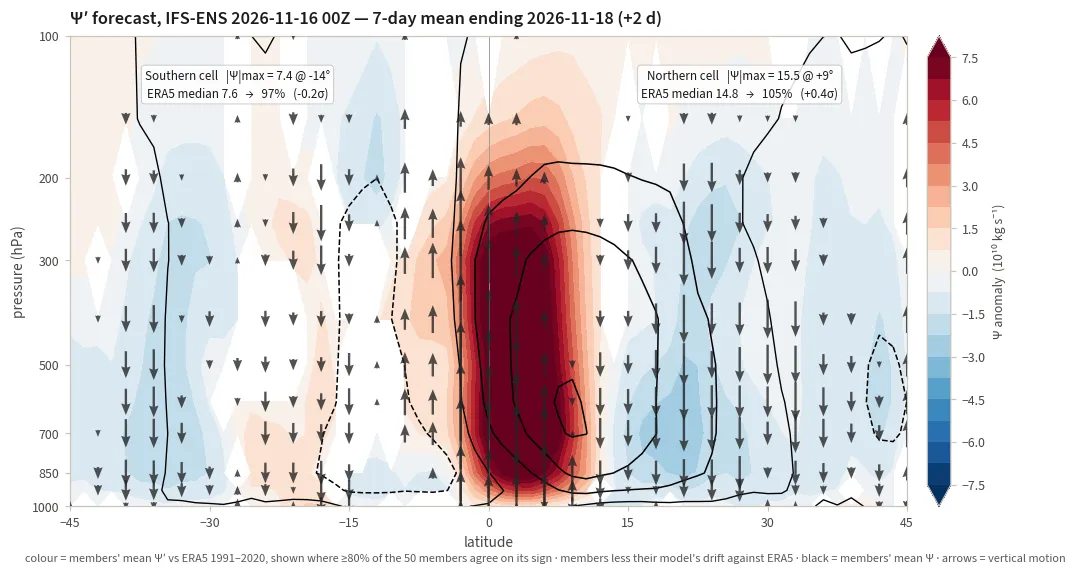 Ψ′ forecast, IFS-ENS 2026-11-16 00Z — 7-day mean ending 2026-11-18 (+2 d)
Southern cell |Ψ|max = 7.4 @ -14°
ERA5 median 7.6 → 97% (-0.2σ)
Northern cell |Ψ|max = 15.5 @ +9°
ERA5 median 14.8 → 105% (+0.4σ)
pressure (hPa)
100
200
300
500
700
850
1000
−45
−30
−15
0
15
30
45
latitude
7.5
6.0
4.5
3.0
1.5
0.0
−1.5
−3.0
−4.5
−6.0
−7.5
Ψ anomaly (10¹⁰ kg s⁻¹)
colour = members' mean Ψ′ vs ERA5 1991–2020, shown where ≥80% of the 50 members agree on its sign · members less their model's drift against ERA5 · black = members' mean Ψ · arrows = vertical motion